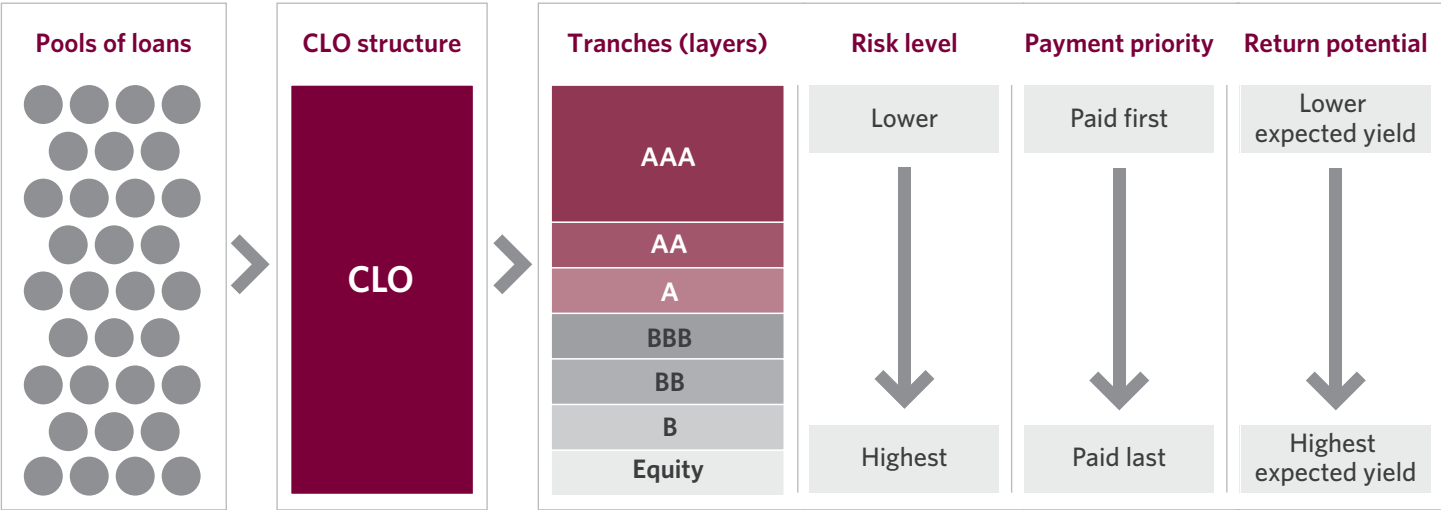 Pools of loans
CLO structure
CLO
Tranches (layers)
AAA
AA
A
BBB
BB
B
Equity
Risk level
Lower
Highest
Payment priority
Paid first
Paid last
Return potential
Lower
expected yield
Highest
expected yield